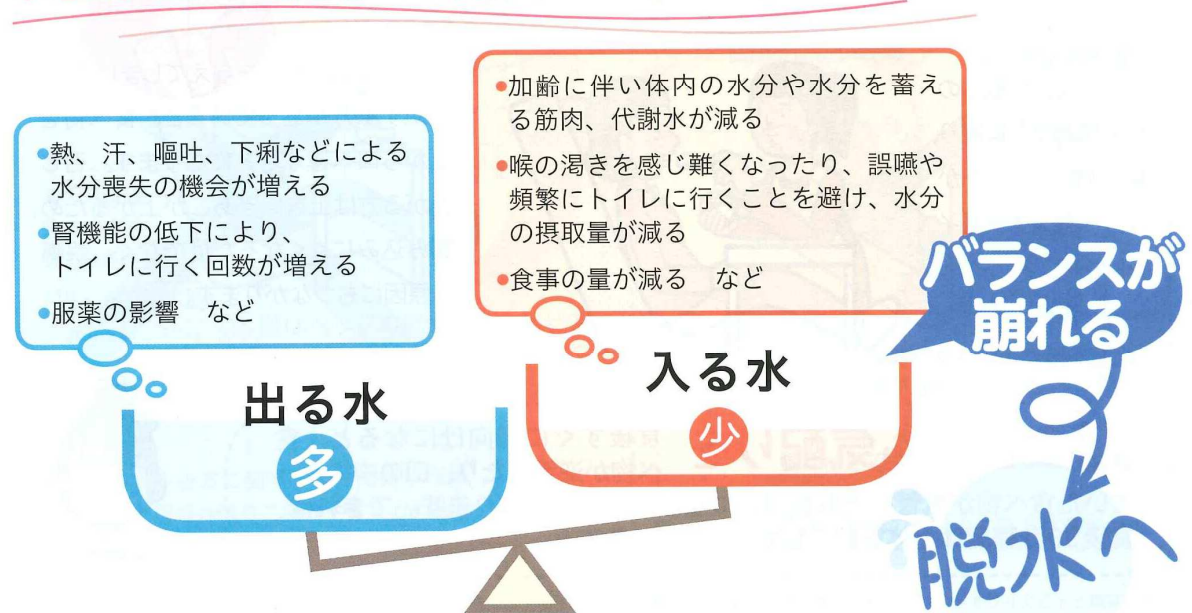 ●熱、汗、嘔吐、下痢などによる
水分喪失の機会が増える
●腎機能の低下により、
トイレに行く回数が増える
●服薬の影響　など
●加齢に伴い体内の水分や水分を蓄え
る筋肉、代謝水が減る
●喉の渇きを感じ難くなったり、誤嚥や
頻繁にトイレに行くことを避け、水分
の摂取量が減る
●食事の量が減る　など
出る水
多
入る水
少
バランスが
崩れる
脱水へ